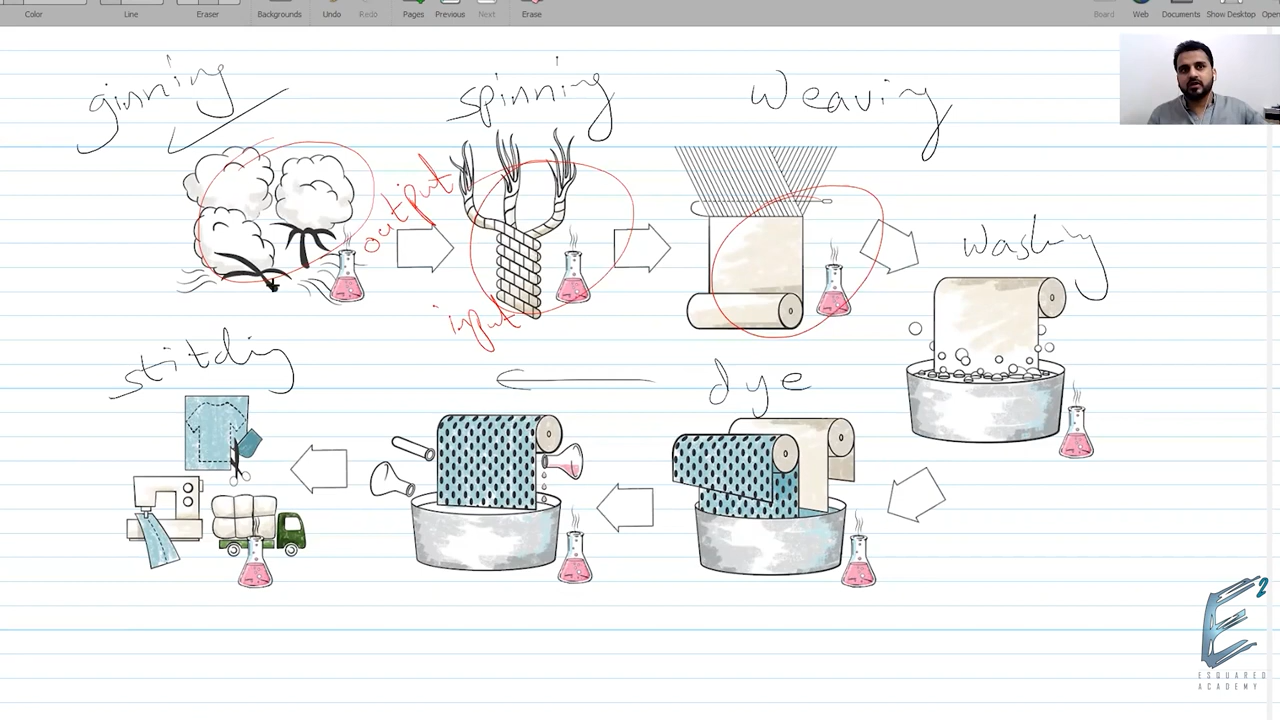 Color Line Eraser Backgrounds Undo Redo Pages Previous Next Erase Board Web Documents Show Desktop
ginning spinning Weaving
output
input
washing
stitching
dye
E2
ESQUARED
ACADEMY